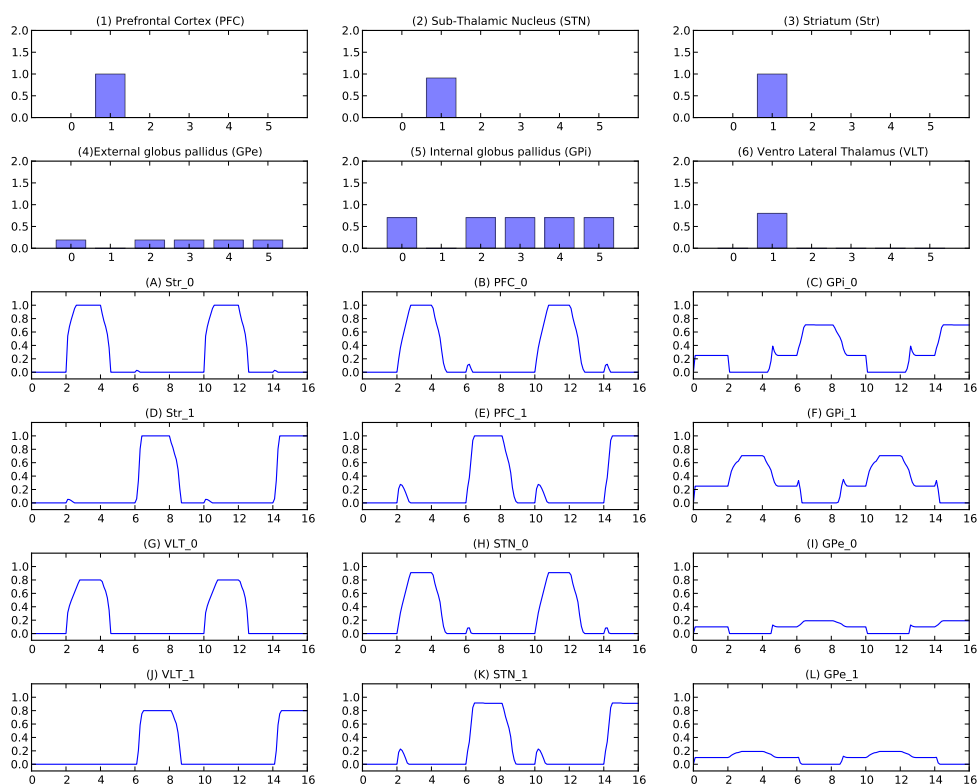 (1) Prefrontal Cortex (PFC)
(2) Sub-Thalamic Nucleus (STN)
(3) Striatum (Str)
2.0
1.5
1.0
0.5
0.0
0 1 2 3 4 5
2.0
1.5
1.0
0.5
0.0
0 1 2 3 4 5
2.0
1.5
1.0
0.5
0.0
0 1 2 3 4 5
(4)External globus pallidus (GPe)
(5) Internal globus pallidus (GPi)
(6) Ventro Lateral Thalamus (VLT)
2.0
1.5
1.0
0.5
0.0
0 1 2 3 4 5
2.0
1.5
1.0
0.5
0.0
0 1 2 3 4 5
2.0
1.5
1.0
0.5
0.0
0 1 2 3 4 5
(A) Str_0
(B) PFC_0
(C) GPi_0
1.0
0.8
0.6
0.4
0.2
0.0
0 2 4 6 8 10 12 14 16
1.0
0.8
0.6
0.4
0.2
0.0
0 2 4 6 8 10 12 14 16
1.0
0.8
0.6
0.4
0.2
0.0
0 2 4 6 8 10 12 14 16
(D) Str_1
(E) PFC_1
(F) GPi_1
1.0
0.8
0.6
0.4
0.2
0.0
0 2 4 6 8 10 12 14 16
1.0
0.8
0.6
0.4
0.2
0.0
0 2 4 6 8 10 12 14 16
1.0
0.8
0.6
0.4
0.2
0.0
0 2 4 6 8 10 12 14 16
(G) VLT_0
(H) STN_0
(I) GPe_0
1.0
0.8
0.6
0.4
0.2
0.0
0 2 4 6 8 10 12 14 16
1.0
0.8
0.6
0.4
0.2
0.0
0 2 4 6 8 10 12 14 16
1.0
0.8
0.6
0.4
0.2
0.0
0 2 4 6 8 10 12 14 16
(J) VLT_1
(K) STN_1
(L) GPe_1
1.0
0.8
0.6
0.4
0.2
0.0
0 2 4 6 8 10 12 14 16
1.0
0.8
0.6
0.4
0.2
0.0
0 2 4 6 8 10 12 14 16
1.0
0.8
0.6
0.4
0.2
0.0
0 2 4 6 8 10 12 14 16